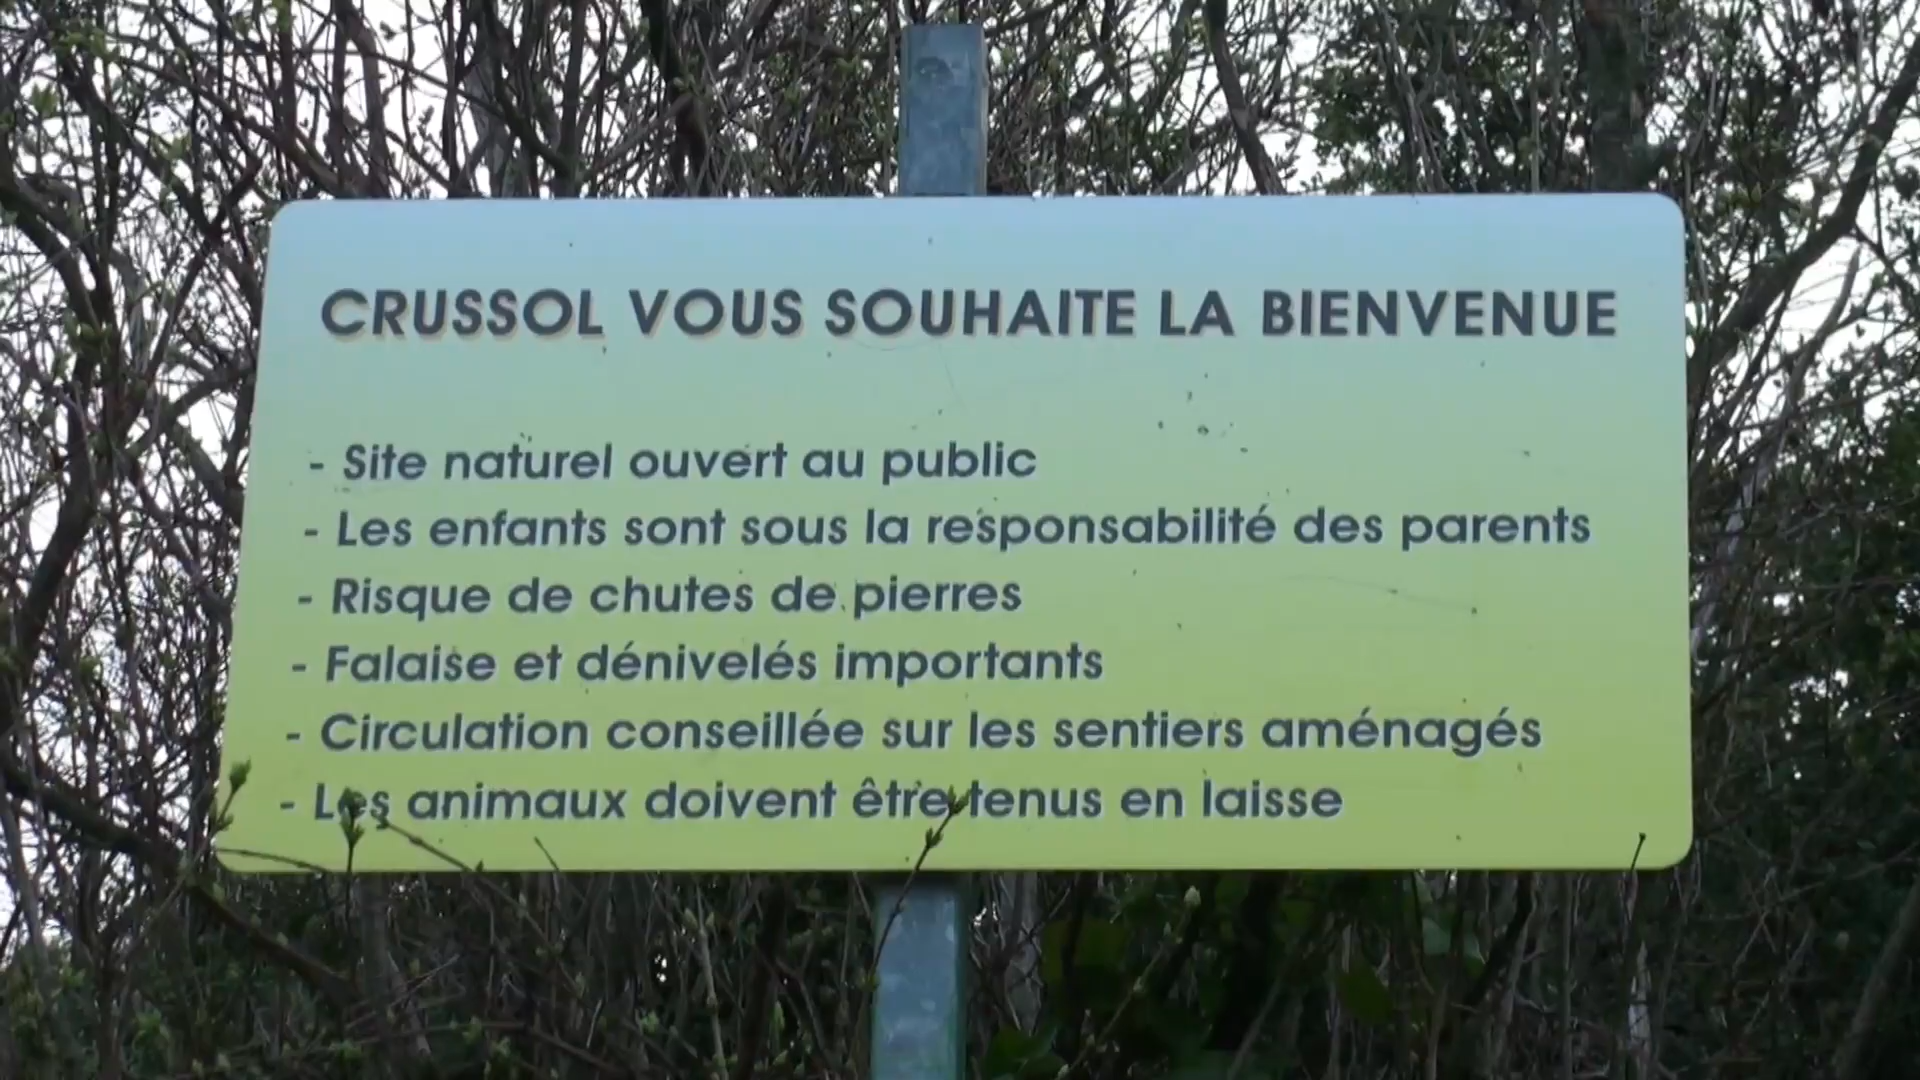 CRUSSOL VOUS SOUHAITE LA BIENVENUE
- Site naturel ouvert au public
- Les enfants sont sous la responsabilité des parents
- Risque de chutes de pierres
- Falaise et dénivelés importants
- Circulation conseillée sur les sentiers aménagés
- Les animaux doivent être tenus en laisse